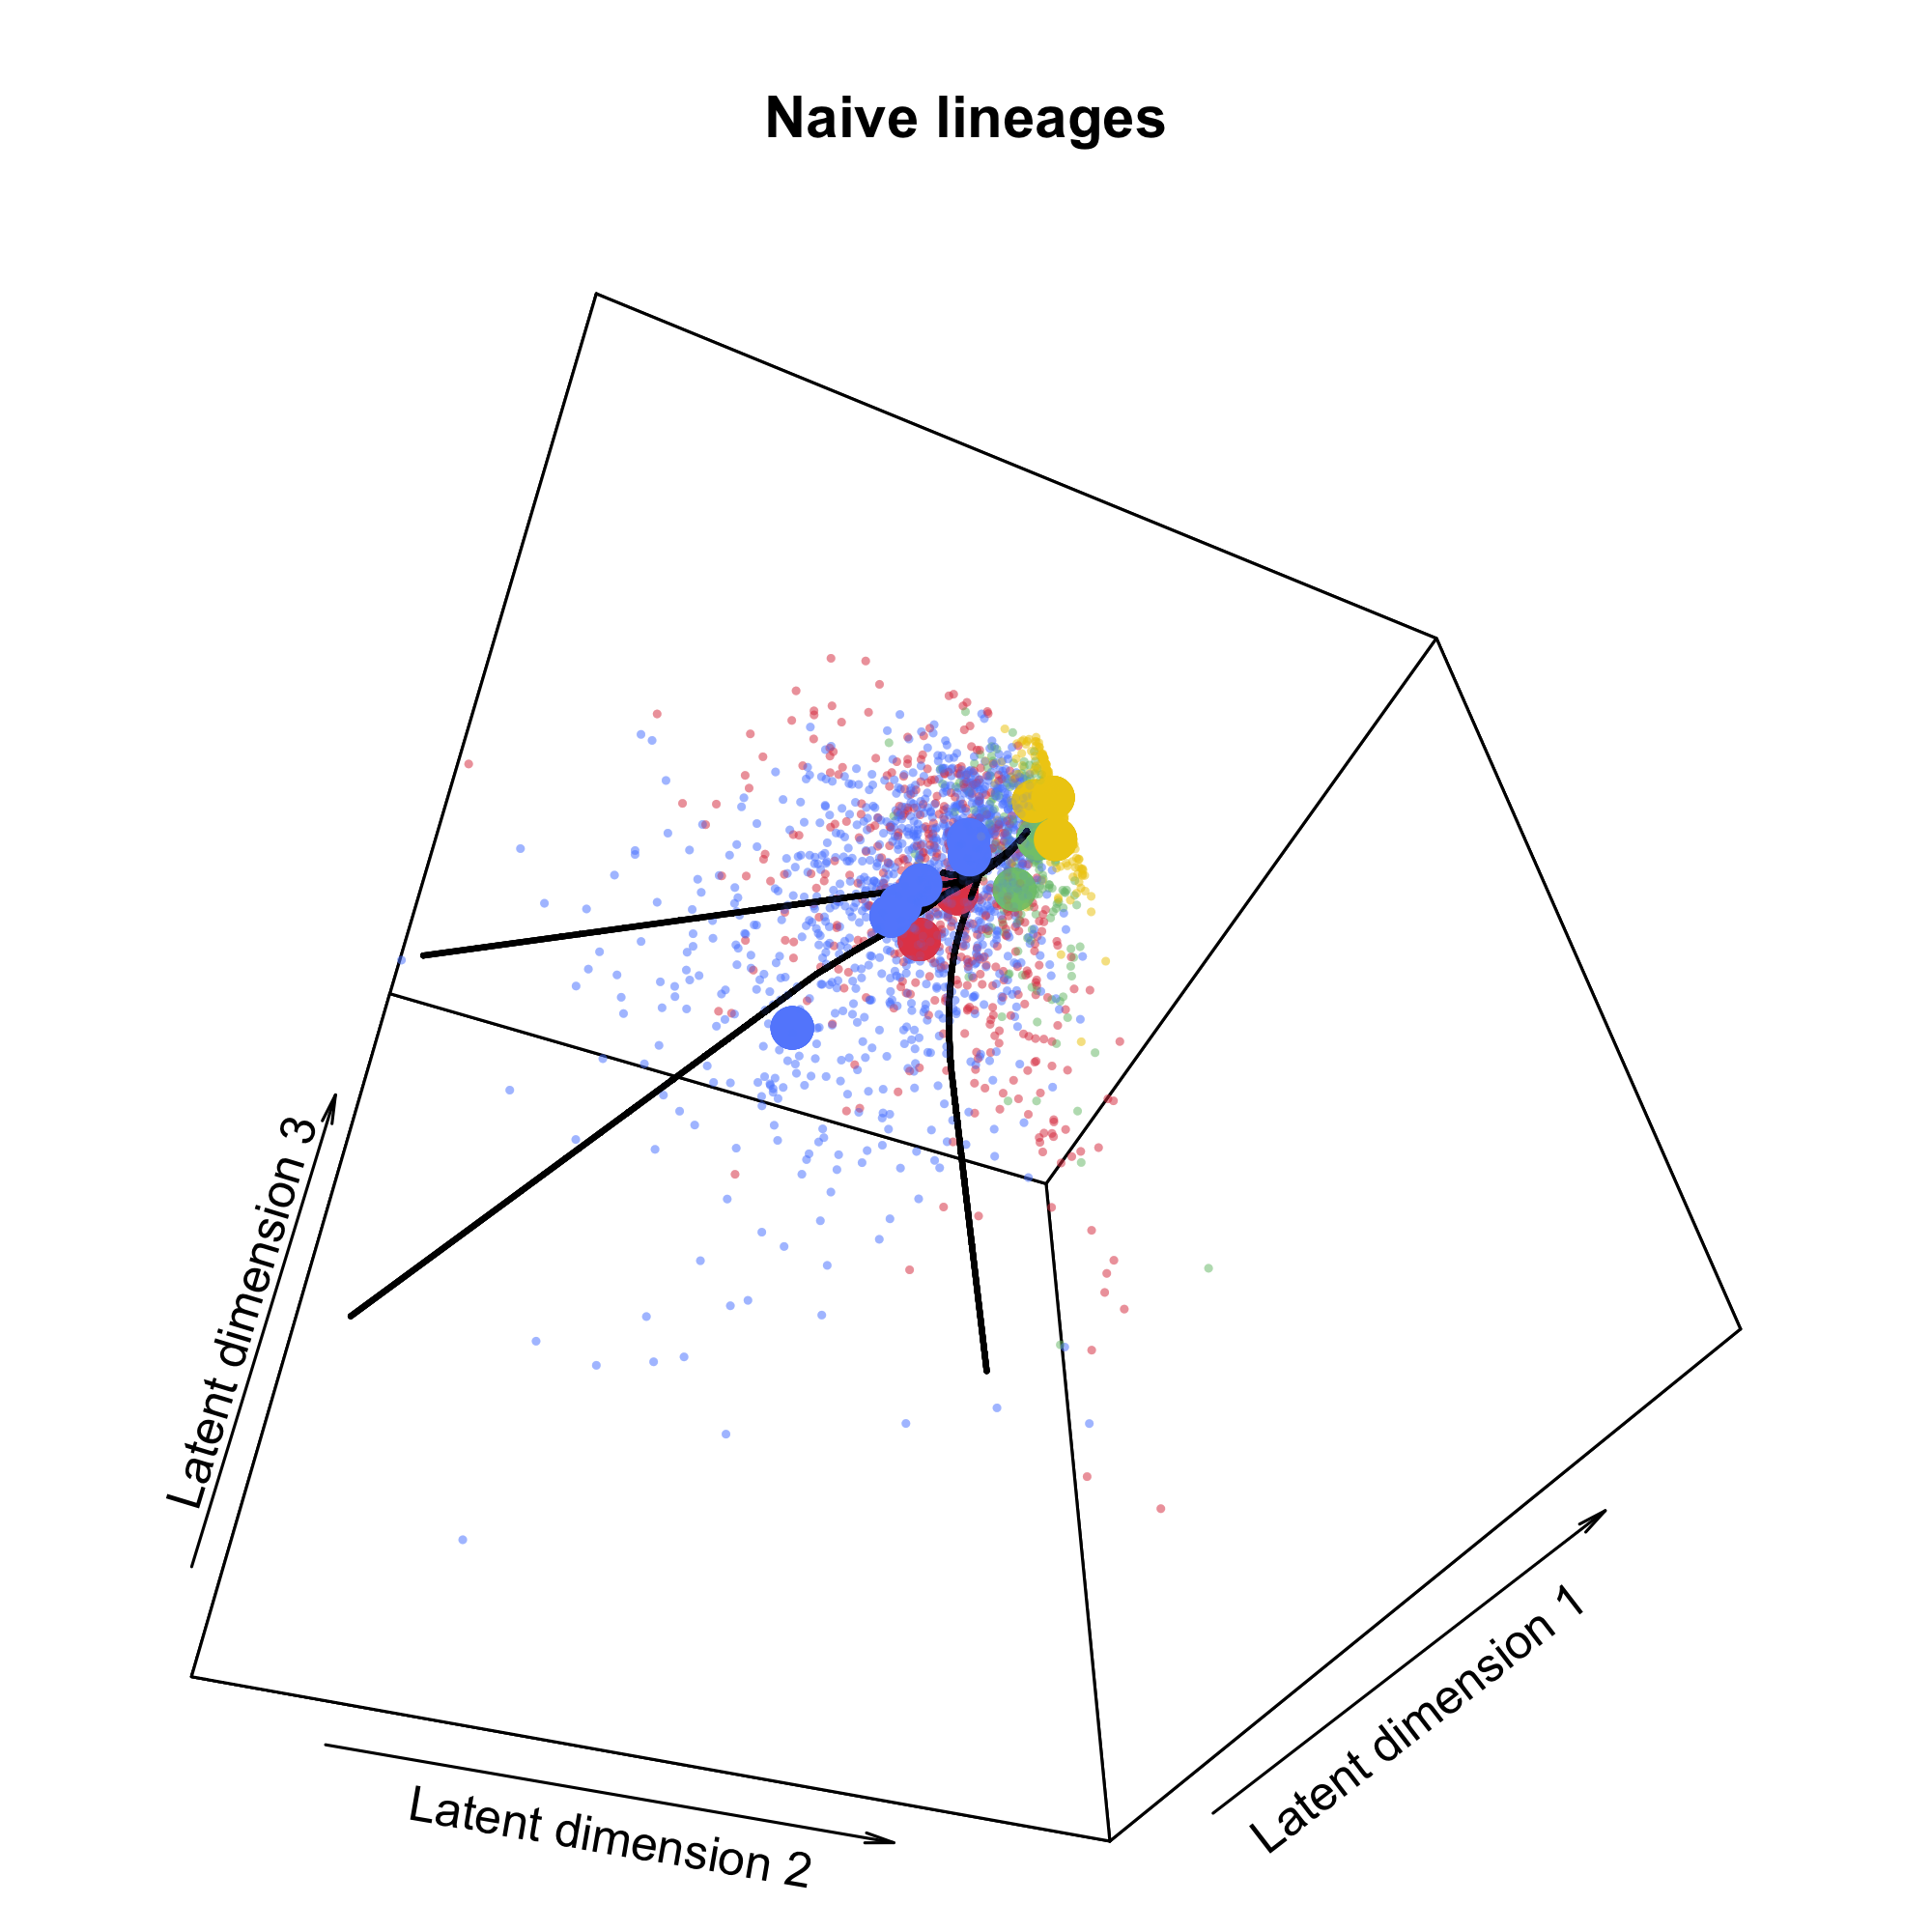 Naive lineages
Latent dimension 3
Latent dimension 2
Latent dimension 1